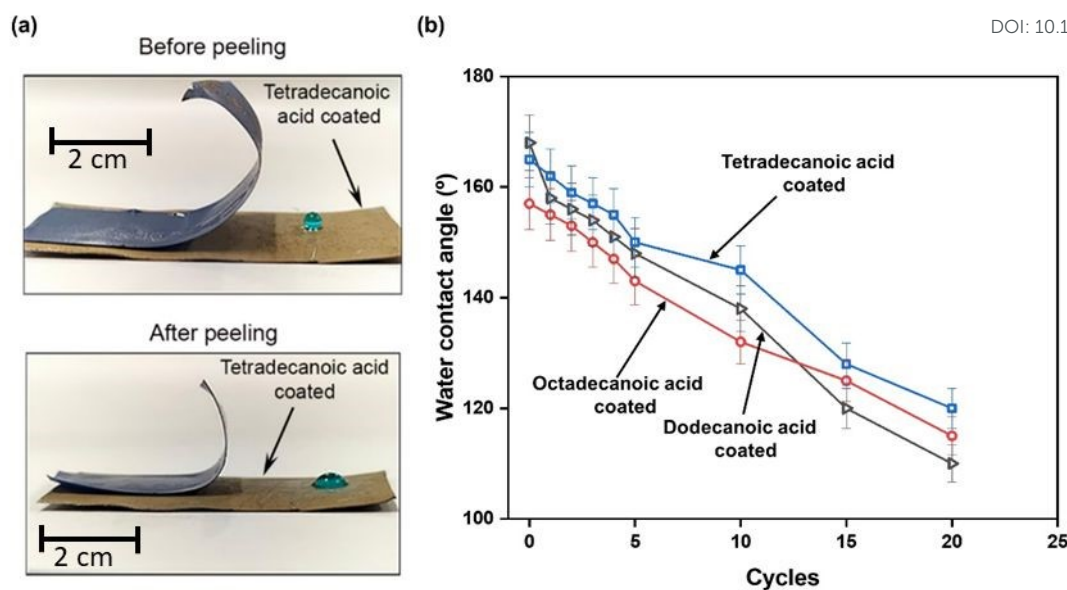 (a)
Before peeling
Tetradecanoic
acid coated
2 cm
After peeling
Tetradecanoic acid
coated
2 cm
(b)
DOI: 10.1
Water contact angle (º)
180
160
140
120
100
Tetradecanoic acid
coated
Octadecanoic acid
coated
Dodecanoic acid
coated
0
5
10
15
20
25
Cycles